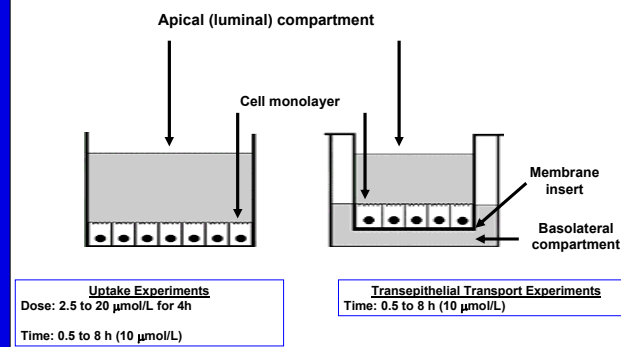 Apical (luminal) compartment
Cell monolayer
Membrane
insert
Basolateral
compartment
Uptake Experiments
Dose: 2.5 to 20 μmol/L for 4h
Time: 0.5 to 8 h (10 μmol/L)
Transepithelial Transport Experiments
Time: 0.5 to 8 h (10 μmol/L)